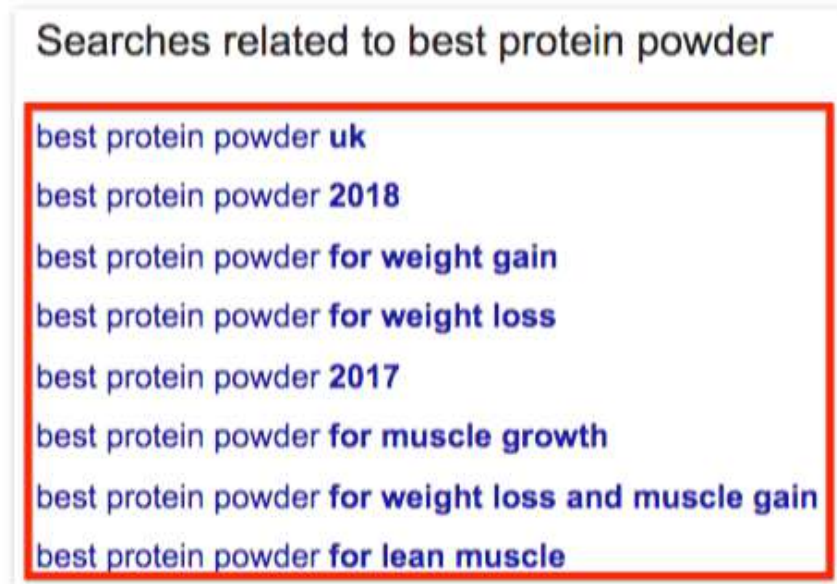 Searches related to best protein powder
best protein powder uk
best protein powder 2018
best protein powder for weight gain
best protein powder for weight loss
best protein powder 2017
best protein powder for muscle growth
best protein powder for weight loss and muscle gain
best protein powder for lean muscle